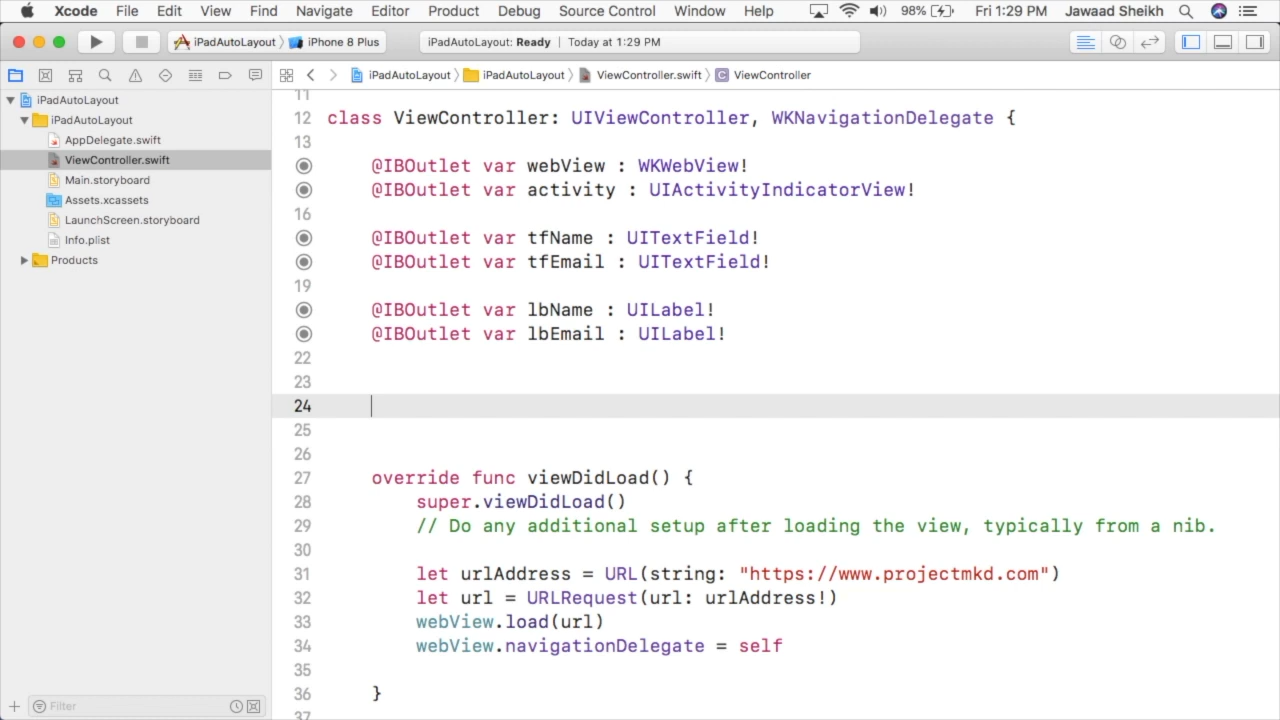 Xcode File Edit View Find Navigate Editor Product Debug Source Control Window Help 98% Fri 1:29 PM Jawaad Sheikh
iPadAutoLayout iPhone 8 Plus iPadAutoLayout: Ready | Today at 1:29 PM
iPadAutoLayout iPadAutoLayout ViewController.swift C ViewController
iPadAutoLayout
iPadAutoLayout
AppDelegate.swift
ViewController.swift
Main.storyboard
Assets.xcassets
LaunchScreen.storyboard
Info.plist
Products
Filter
11
12 class ViewController: UIViewController, WKNavigationDelegate {
13
@IBOutlet var webView : WKWebView!
@IBOutlet var activity : UIActivityIndicatorView!
16
@IBOutlet var tfName : UITextField!
@IBOutlet var tfEmail : UITextField!
19
@IBOutlet var lbName : UILabel!
@IBOutlet var lbEmail : UILabel!
22
23
24
25
26
27 override func viewDidLoad() {
28 super.viewDidLoad()
29 // Do any additional setup after loading the view, typically from a nib.
30
31 let urlAddress = URL(string: "https://www.projectmkd.com")
32 let url = URLRequest(url: urlAddress!)
33 webView.load(url)
34 webView.navigationDelegate = self
35
36 }
37